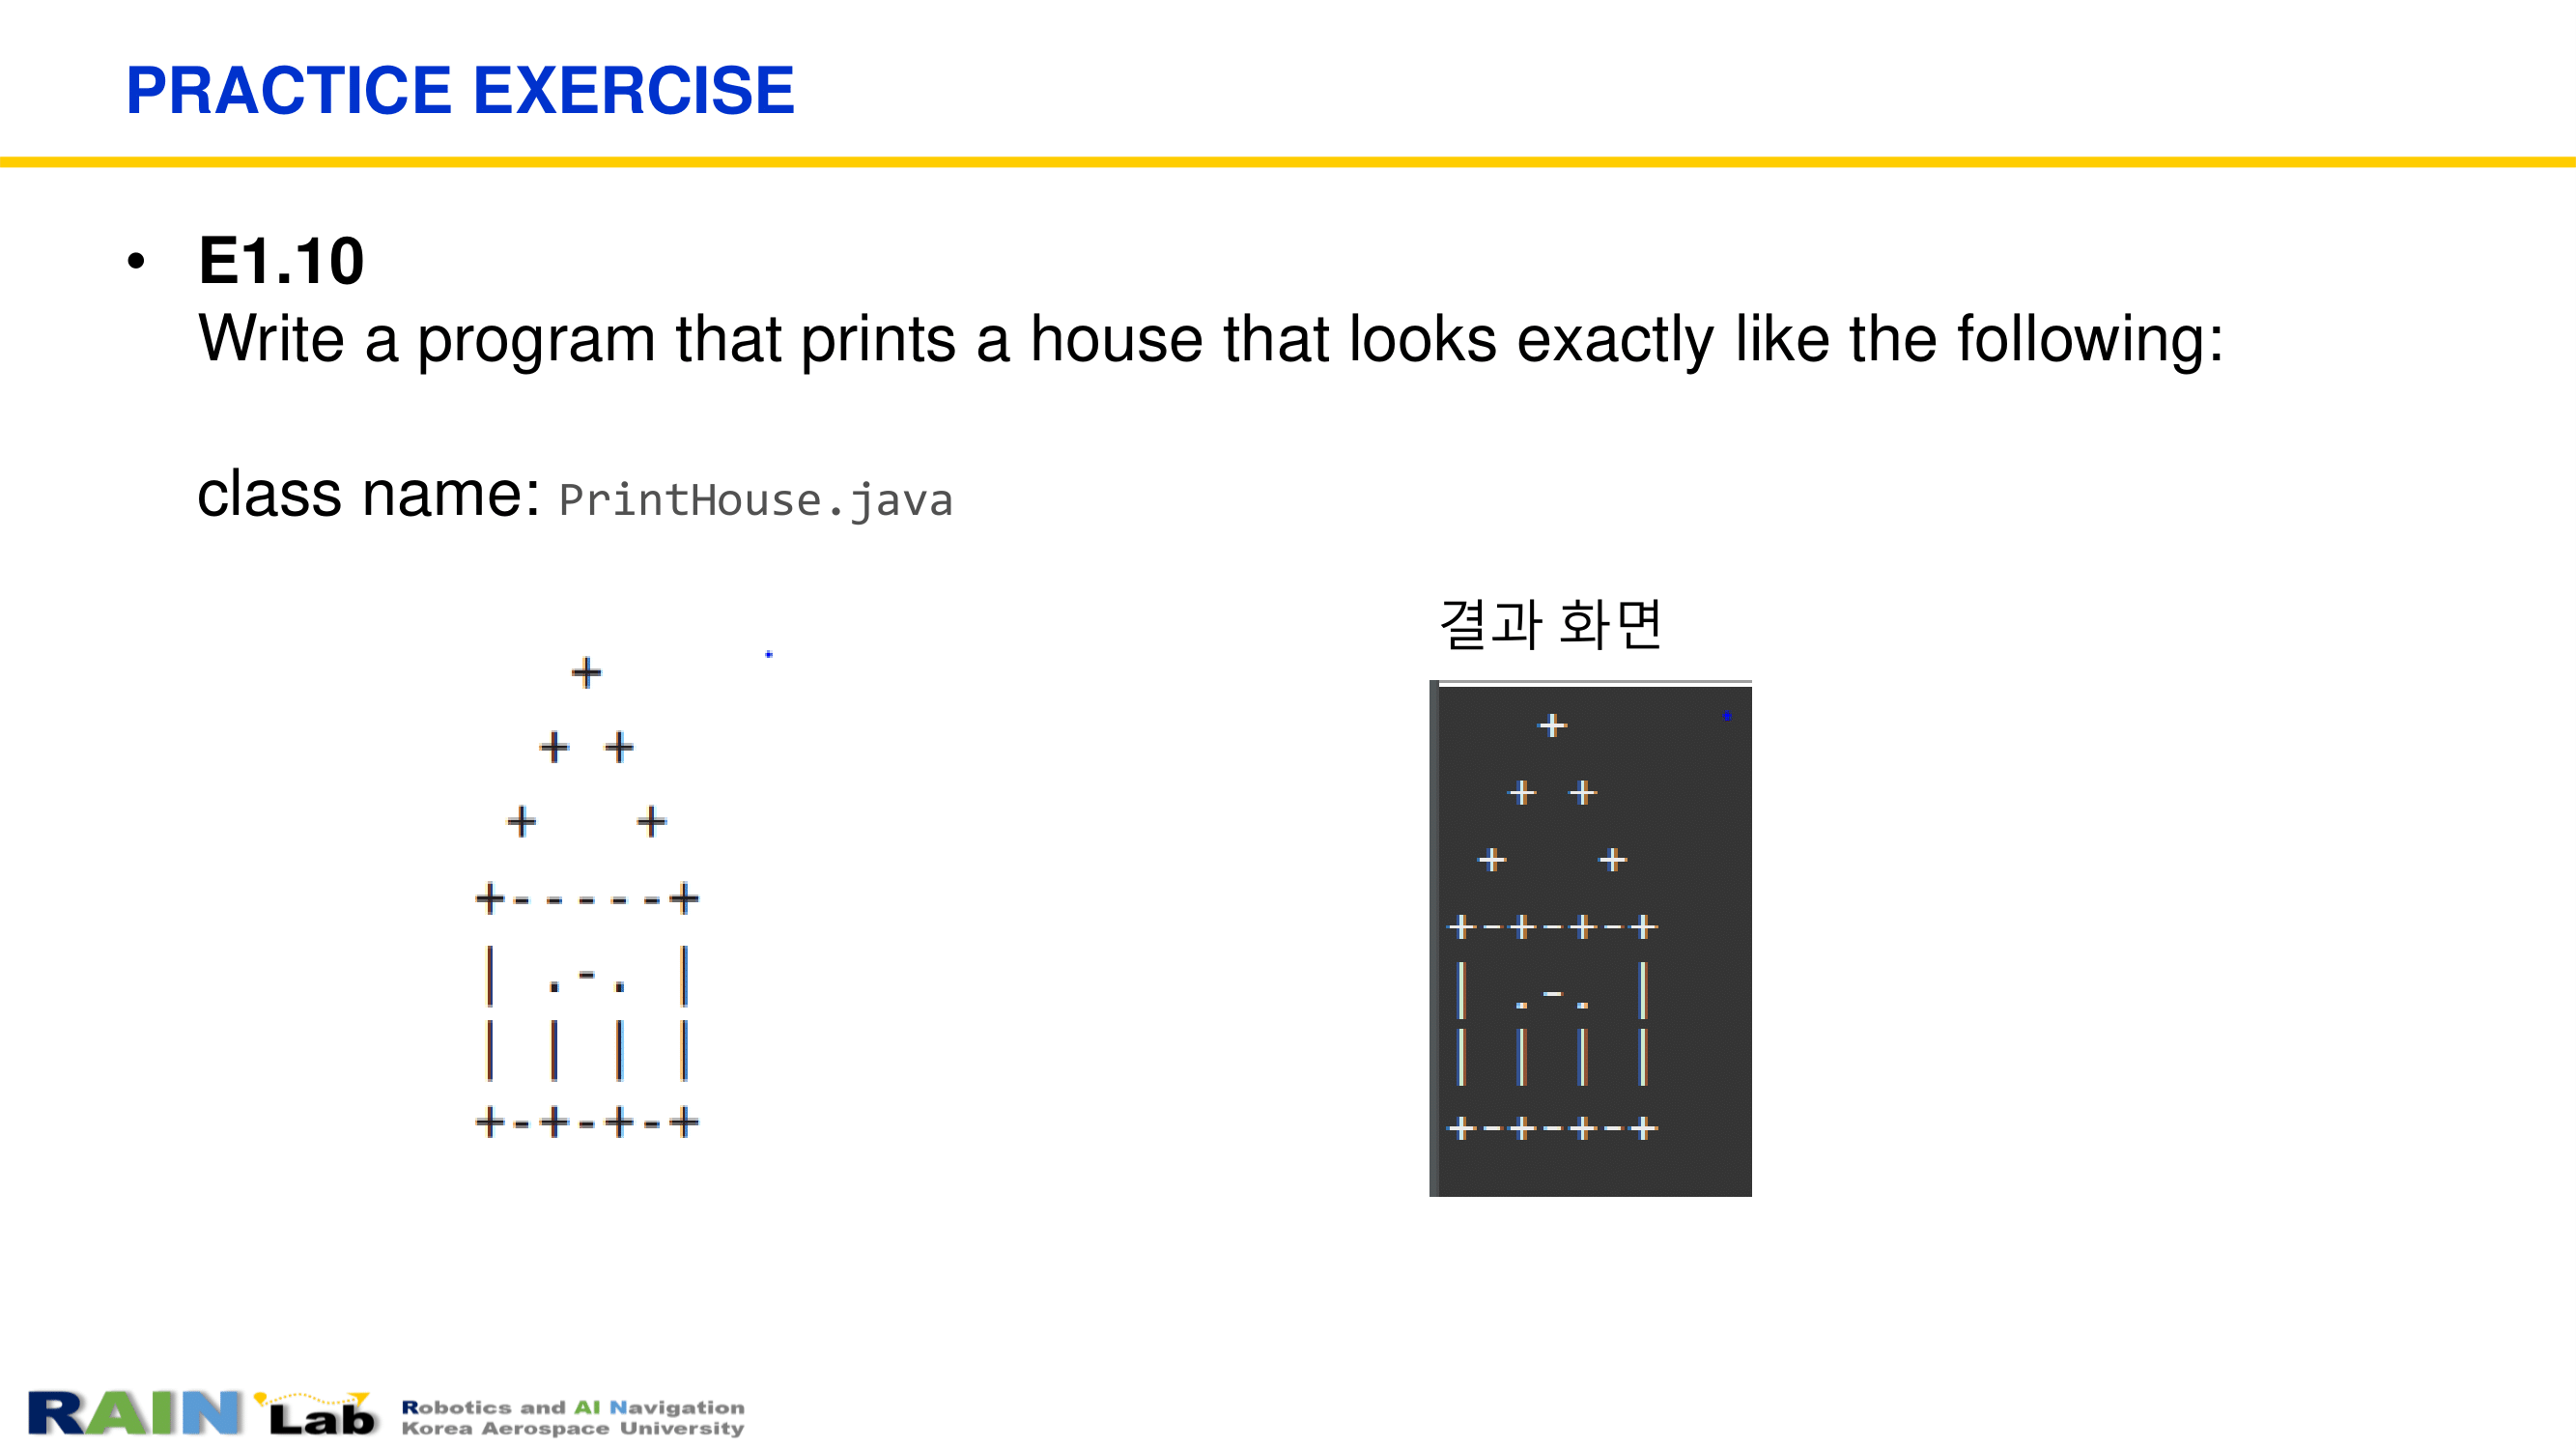 PRACTICE EXERCISE
• E1.10
Write a program that prints a house that looks exactly like the following:
class name: PrintHouse.java
   +
  + +
 +   +
+-----+
| .-. |
| | | |
+-+-+-+
결과 화면
   +
  + +
 +   +
+-+-+-+
| .-. |
| | | |
+-+-+-+
RAIN Lab
Robotics and AI Navigation
Korea Aerospace University